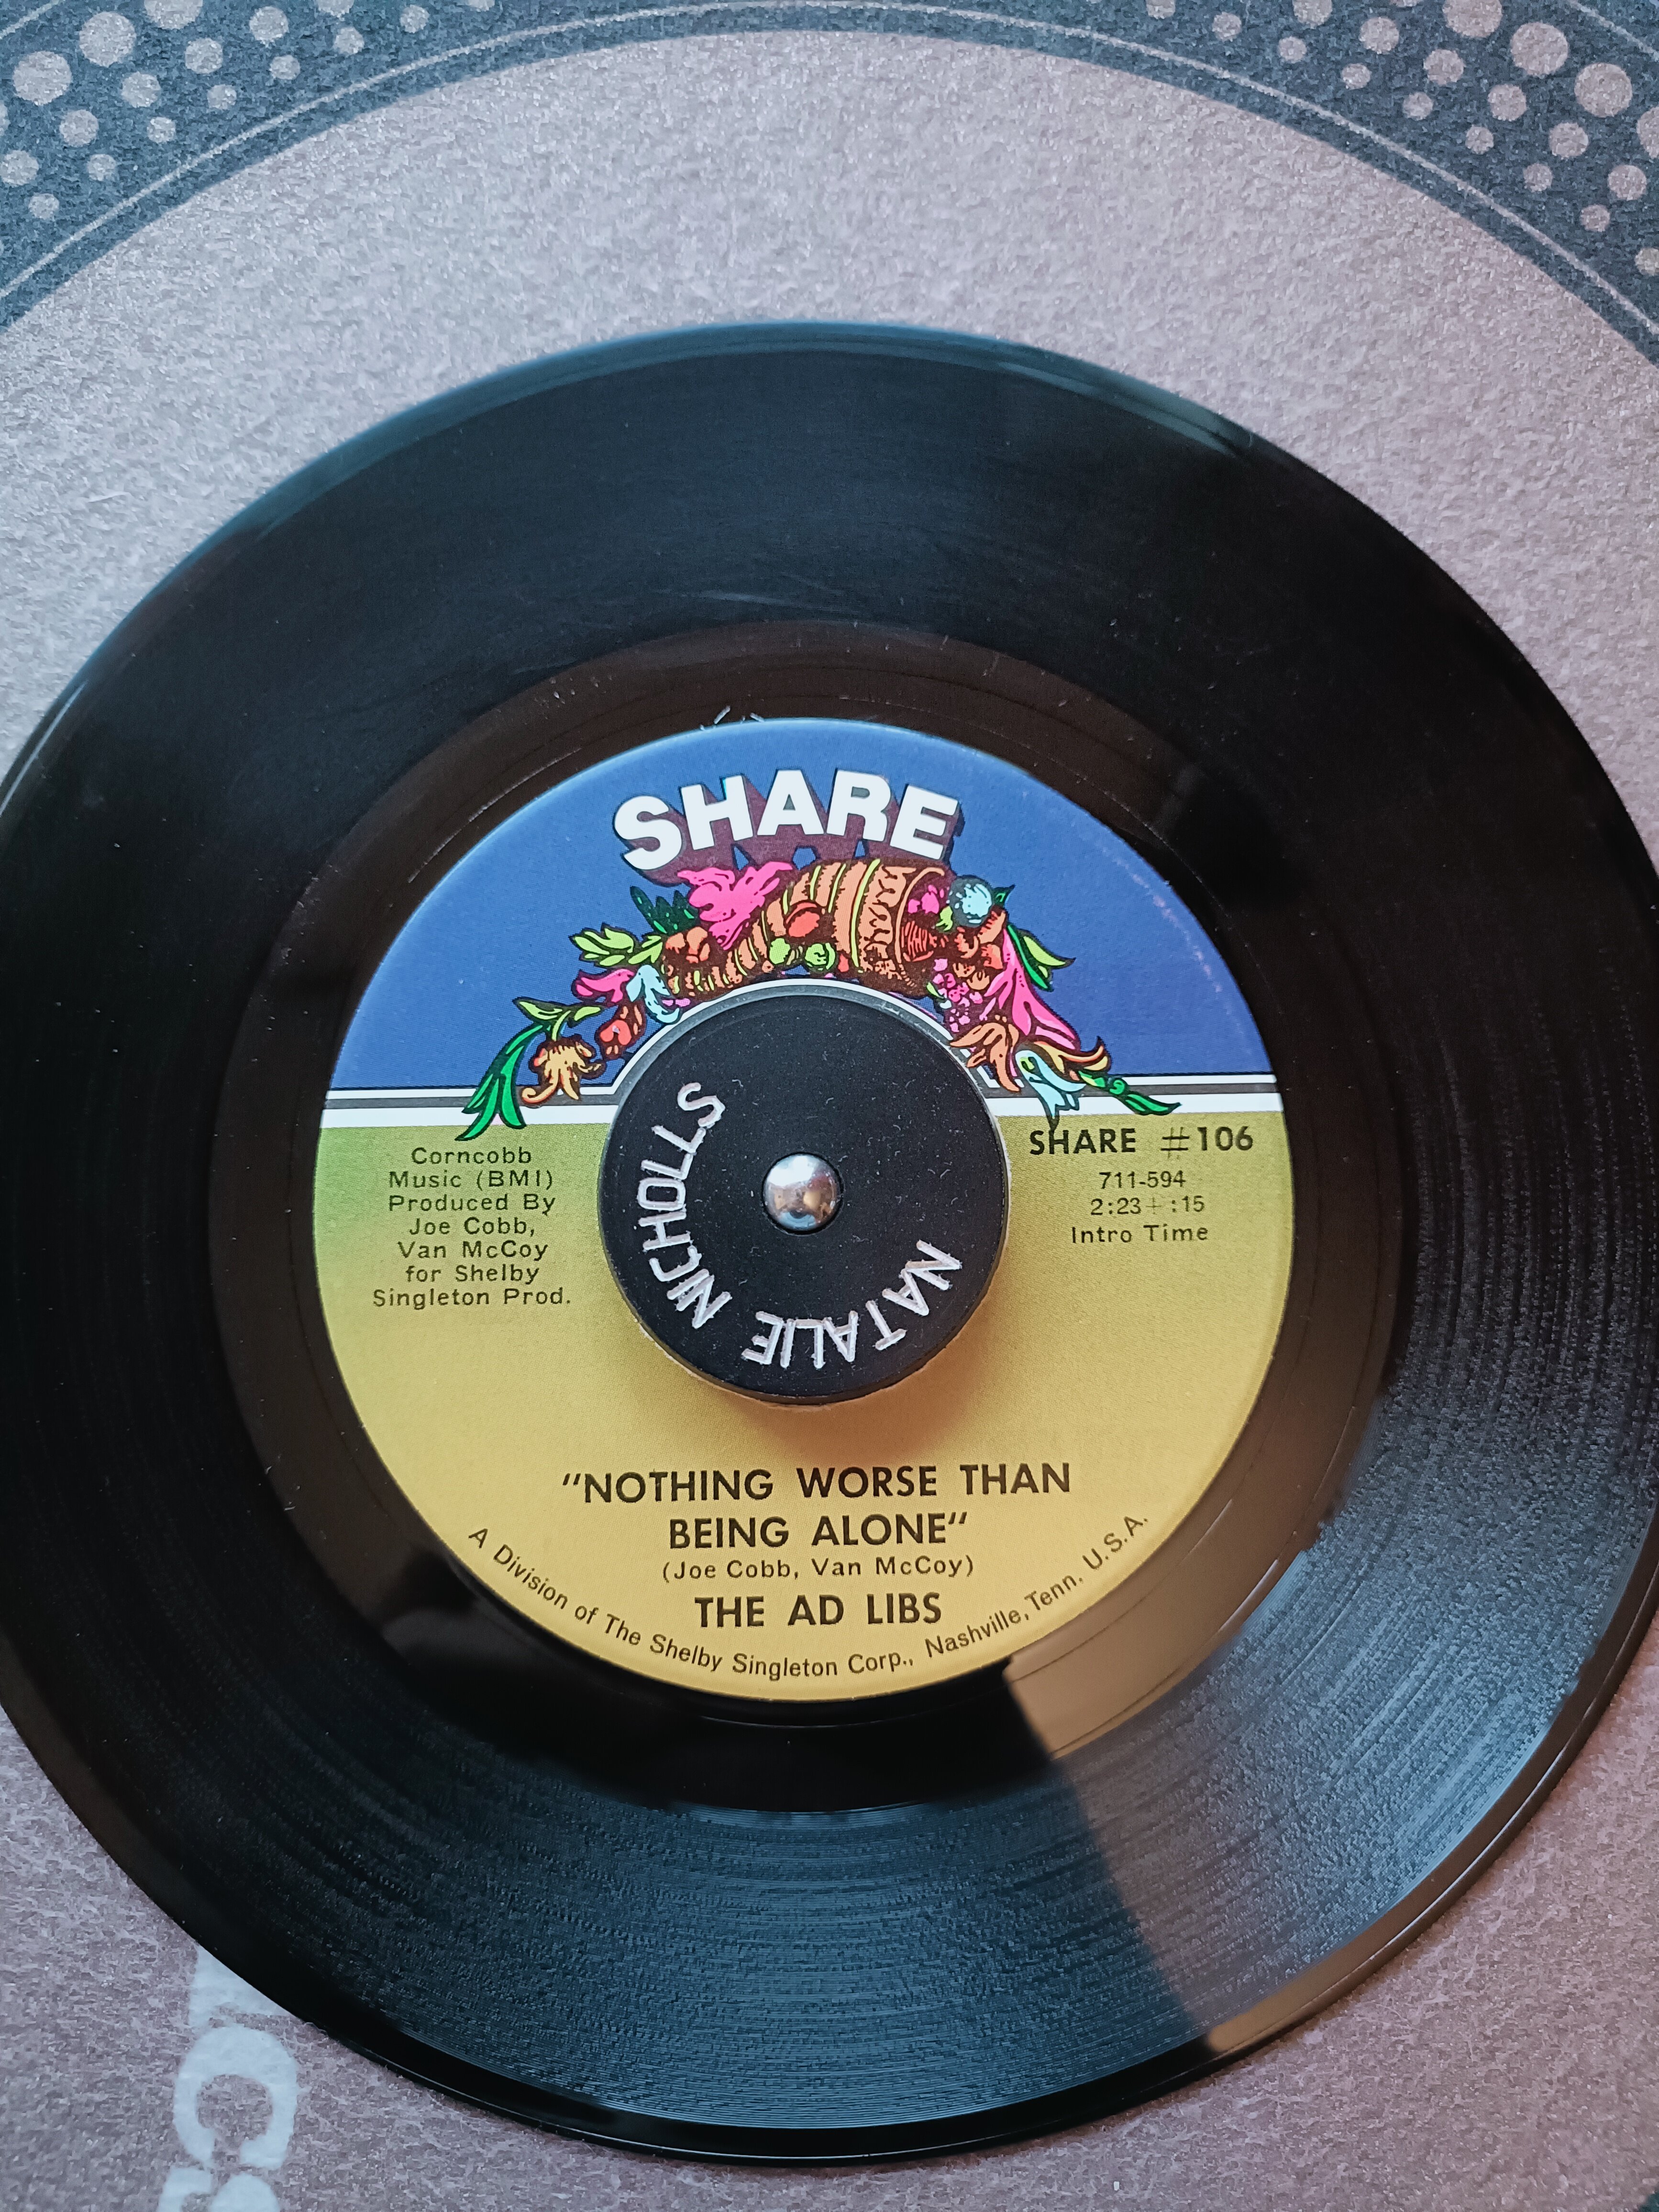 SHARE
Corncobb
Music (BMI)
Produced By
Joe Cobb,
Van McCoy
for Shelby
Singleton Prod.
SHARE #106
711-594
2:23+:15
Intro Time
NATALIE NICHOLLS
"NOTHING WORSE THAN
BEING ALONE"
(Joe Cobb, Van McCoy)
THE AD LIBS
A Division of The Shelby Singleton Corp., Nashville, Tenn. U.S.A.